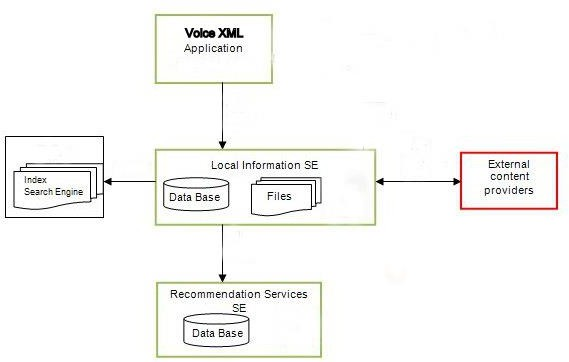 Voice XML
Application
Local Information SE
Data Base
Files
Index
Search Engine
External
content
providers
Recommendation Services
SE
Data Base